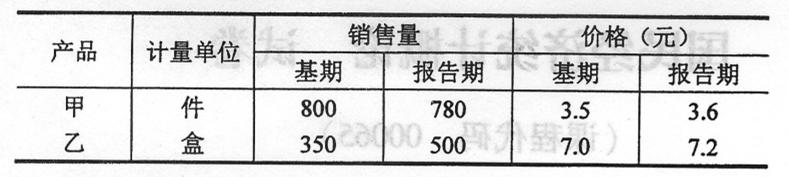 产品 计量单位 销售量 价格（元）
基期 报告期 基期 报告期
甲 件 800 780 3.5 3.6
乙 盒 350 500 7.0 7.2